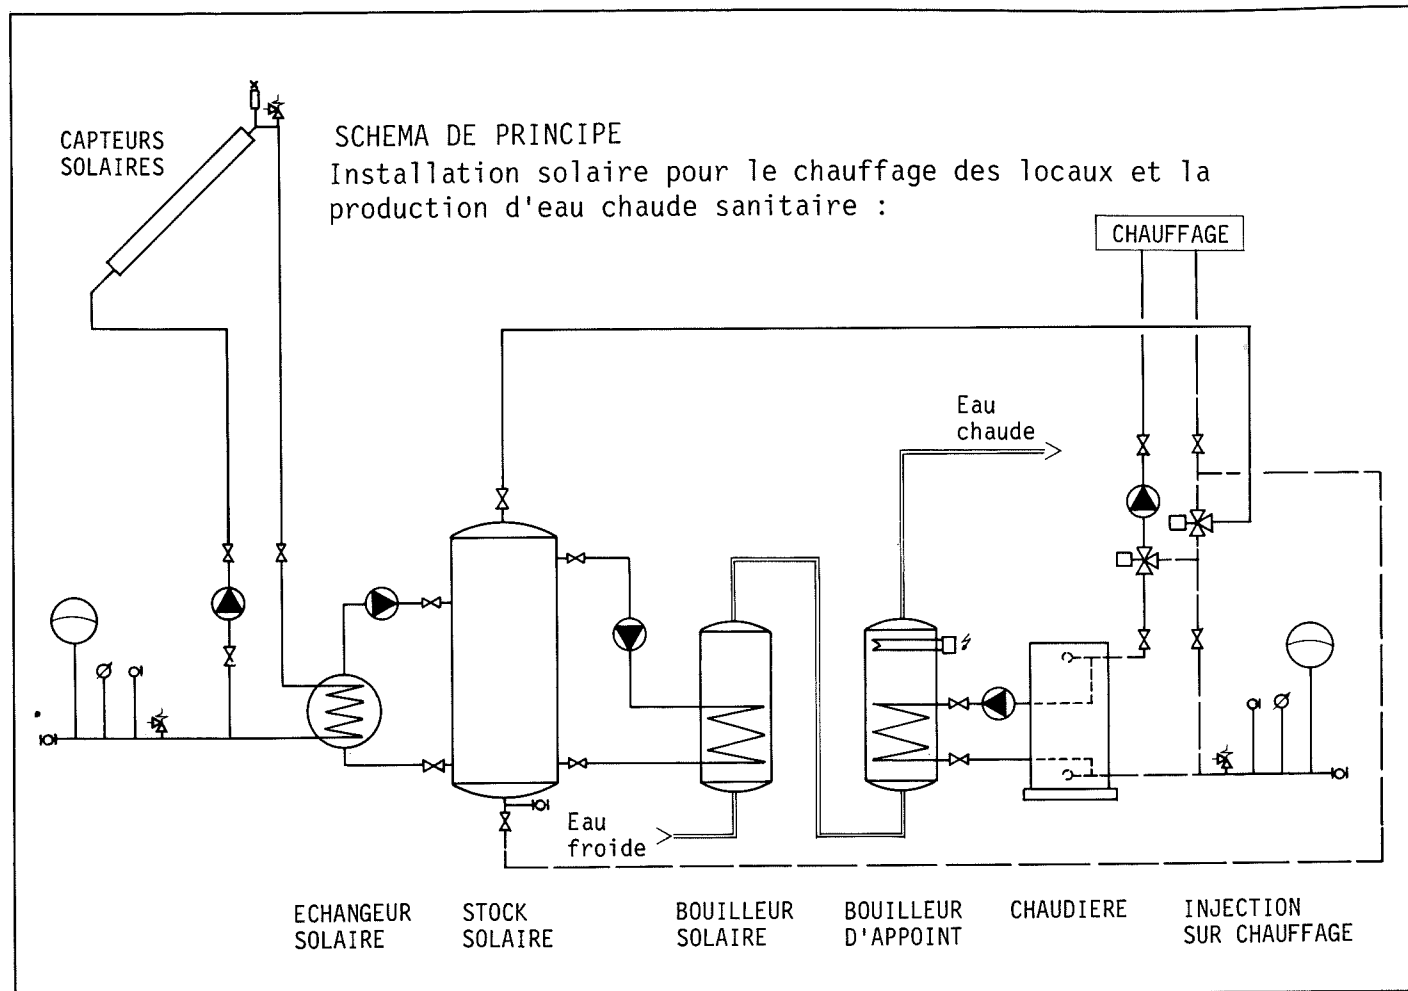 CAPTEURS
SOLAIRES
SCHEMA DE PRINCIPE
Installation solaire pour le chauffage des locaux et la
production d'eau chaude sanitaire :
CHAUFFAGE
Eau
chaude
Eau
froide
ECHANGEUR
SOLAIRE
STOCK
SOLAIRE
BOUILLEUR
SOLAIRE
BOUILLEUR
D'APPOINT
CHAUDIERE
INJECTION
SUR CHAUFFAGE